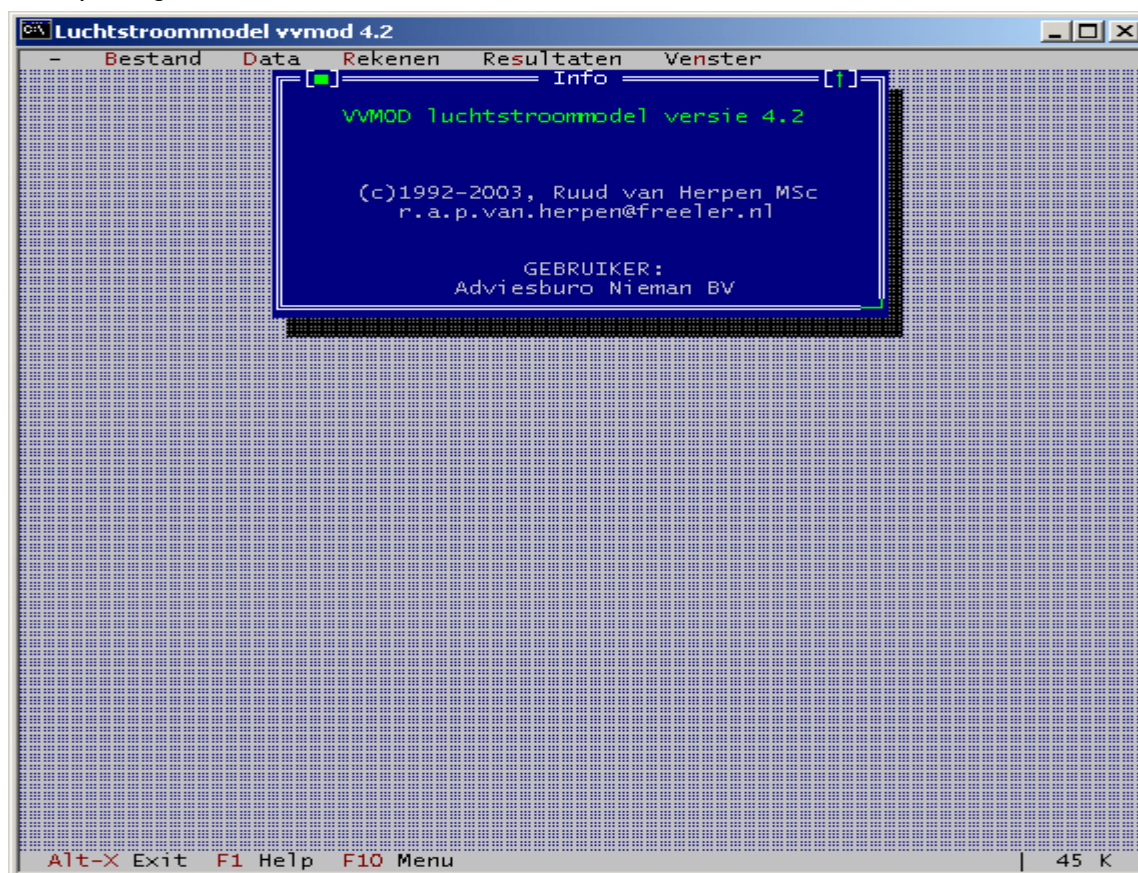 Luchtstroommodel vvmod 4.2
- Bestand Data Rekenen Resultaten Venster
Info
VVMOD luchtstroommodel versie 4.2
(c)1992-2003, Ruud van Herpen MSc
r.a.p.van.herpen@freeler.nl
GEBRUIKER:
Adviesburo Nieman BV
Alt-X Exit F1 Help F10 Menu | 45 K